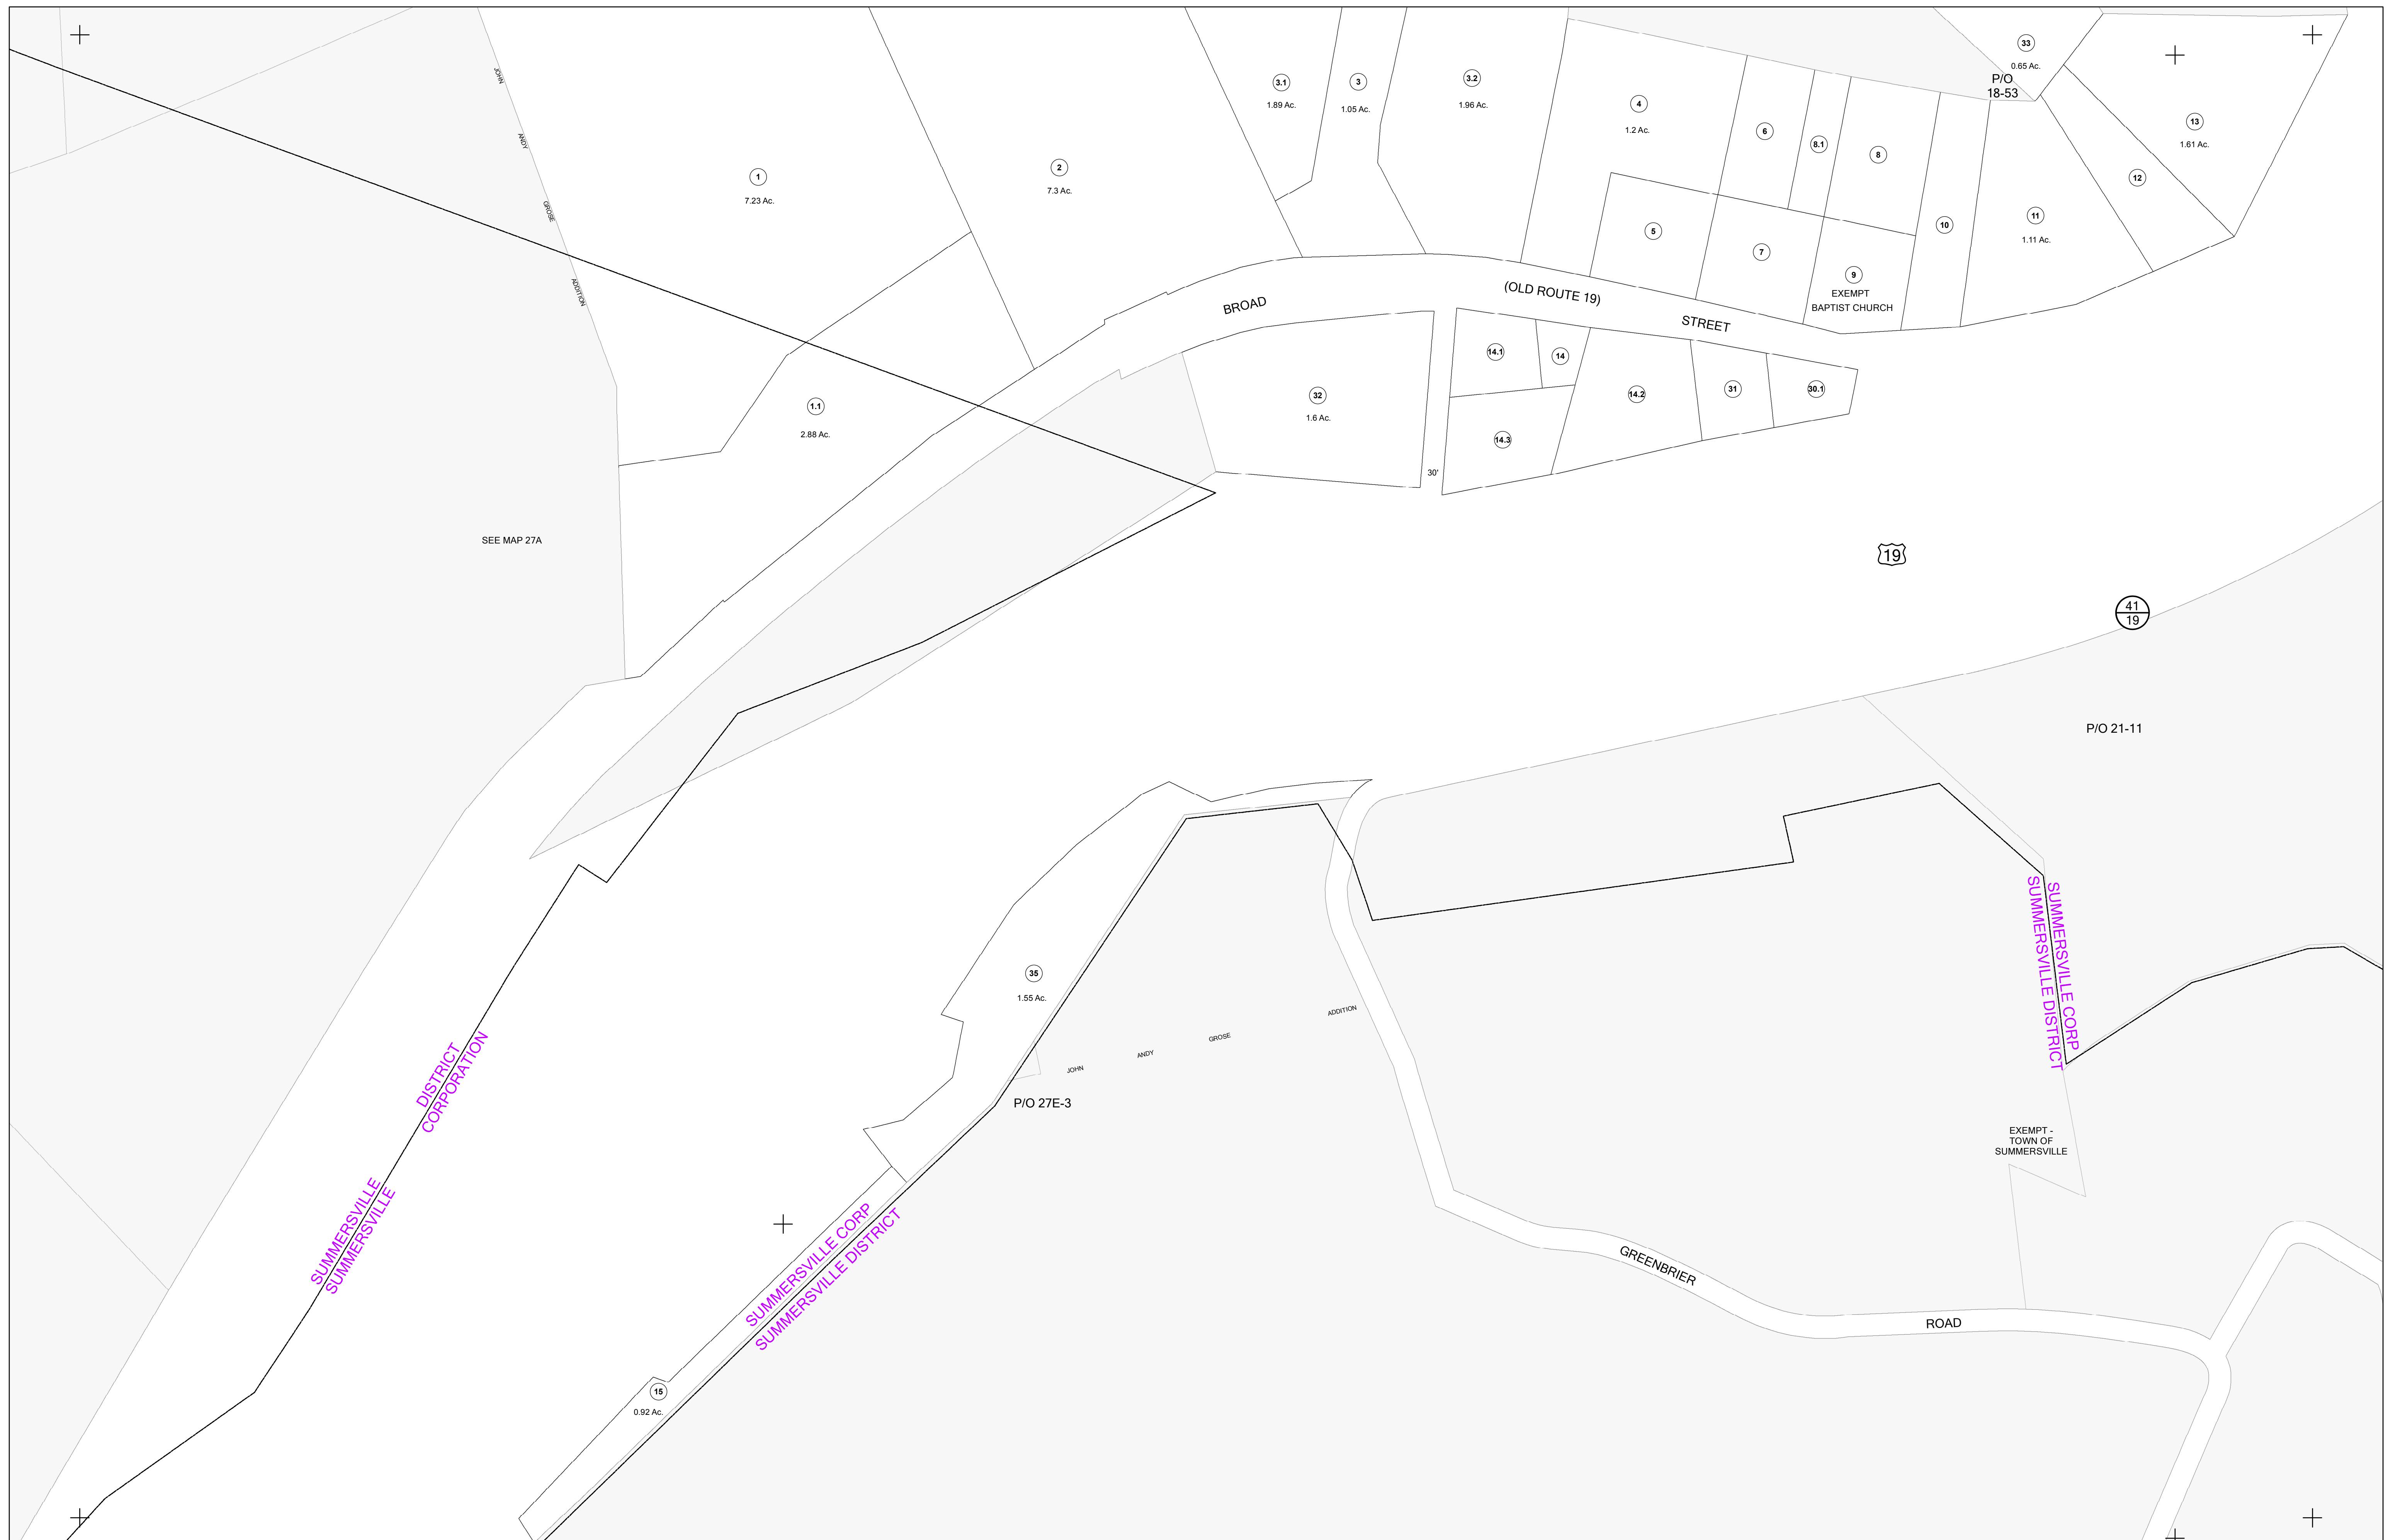 JOHN
ANDY
GROSE
ADDITION
1
7.23 Ac.
2
7.3 Ac.
3.1
1.89 Ac.
3
1.05 Ac.
3.2
1.96 Ac.
4
1.2 Ac.
5
6
7
8.1
8
9
EXEMPT
BAPTIST CHURCH
10
11
1.11 Ac.
33
0.65 Ac.
P/O
18-53
12
13
1.61 Ac.
BROAD
(OLD ROUTE 19)
STREET
1.1
2.88 Ac.
32
1.6 Ac.
30'
14.1
14
14.3
14.2
31
30.1
SEE MAP 27A
19
41
19
P/O 21-11
35
1.55 Ac.
JOHN
ANDY
GROSE
ADDITION
P/O 27E-3
SUMMERSVILLE CORP
SUMMERSVILLE DISTRICT
EXEMPT -
TOWN OF
SUMMERSVILLE
SUMMERSVILLE DISTRICT
SUMMERSVILLE CORPORATION
SUMMERSVILLE CORP
SUMMERSVILLE DISTRICT
GREENBRIER
ROAD
15
0.92 Ac.